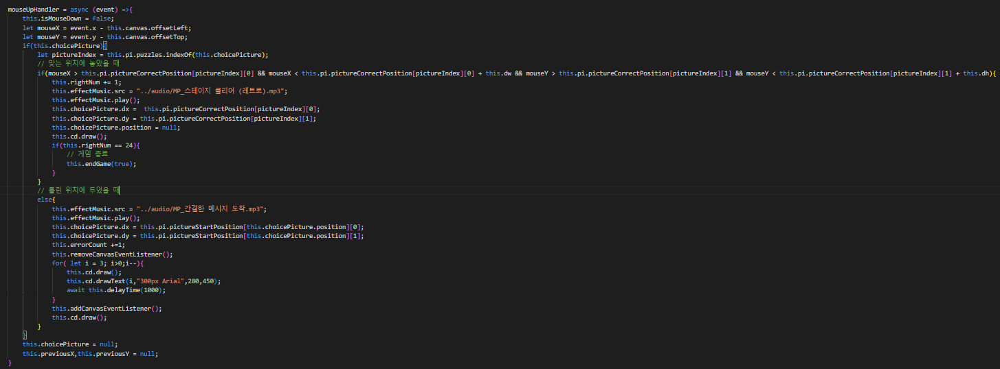 mouseUpHandler = async (event) =>{
    this.isMouseDown = false;
    let mouseX = event.x - this.canvas.offsetLeft;
    let mouseY = event.y - this.canvas.offsetTop;
    if(this.choicePicture){
        let pictureIndex = this.pi.puzzles.indexOf(this.choicePicture);
        // 맞는 위치에 놓았을 때
        if(mouseX > this.pi.pictureCorrectPosition[pictureIndex][0] && mouseX < this.pi.pictureCorrectPosition[pictureIndex][0] + this.dw && mouseY > this.pi.pictureCorrectPosition[pictureIndex][1] && mouseY < this.pi.pictureCorrectPosition[pictureIndex][1] + this.dh){
            this.rightNum += 1;
            this.effectMusic.src = "../audio/MP_스테이지 클리어 (레트로).mp3";
            this.effectMusic.play();
            this.choicePicture.dx =  this.pi.pictureCorrectPosition[pictureIndex][0];
            this.choicePicture.dy = this.pi.pictureCorrectPosition[pictureIndex][1];
            this.choicePicture.position = null;
            this.cd.draw();
            if(this.rightNum == 24){
                // 게임 종료
                this.endGame(true);
            }
        }
        // 틀린 위치에 두었을 때
        else{
            this.effectMusic.src = "../audio/MP_간결한 메시지 도착.mp3";
            this.effectMusic.play();
            this.choicePicture.dx = this.pi.pictureStartPosition[this.choicePicture.position][0];
            this.choicePicture.dy = this.pi.pictureStartPosition[this.choicePicture.position][1];
            this.errorCount +=1;
            this.removeCanvasEventListener();
            for( let i = 3; i>0;i--){
                this.cd.draw();
                this.cd.drawText(i,"300px Arial",280,450);
                await this.delayTime(1000);
            }
            this.addCanvasEventListener();
            this.cd.draw();
        }
    }
    this.choicePicture = null;
    this.previousX,this.previousY = null;
}